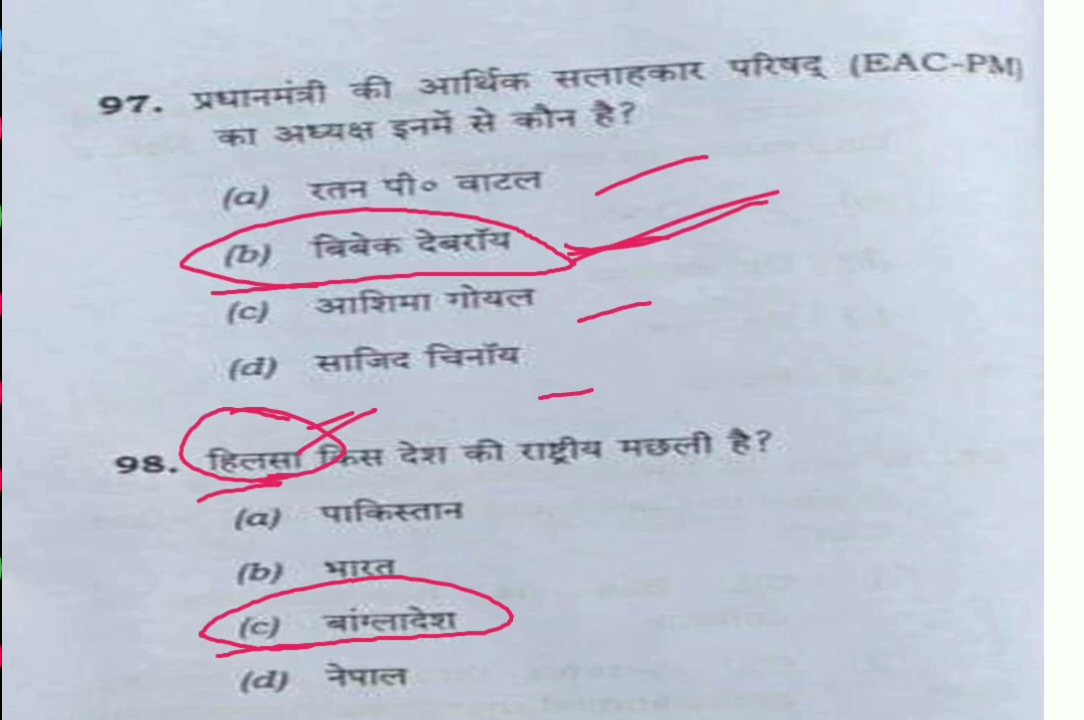 97. प्रधानमंत्री की आर्थिक सलाहकार परिषद् (EAC-PM)
का अध्यक्ष इनमें से कौन है?
(a) रतन पी० वाटल
(b) बिबेक देबरॉय
(c) आशिमा गोयल
(d) साजिद चिनॉय
98. हिलसा किस देश की राष्ट्रीय मछली है?
(a) पाकिस्तान
(b) भारत
(c) बांग्लादेश
(d) नेपाल